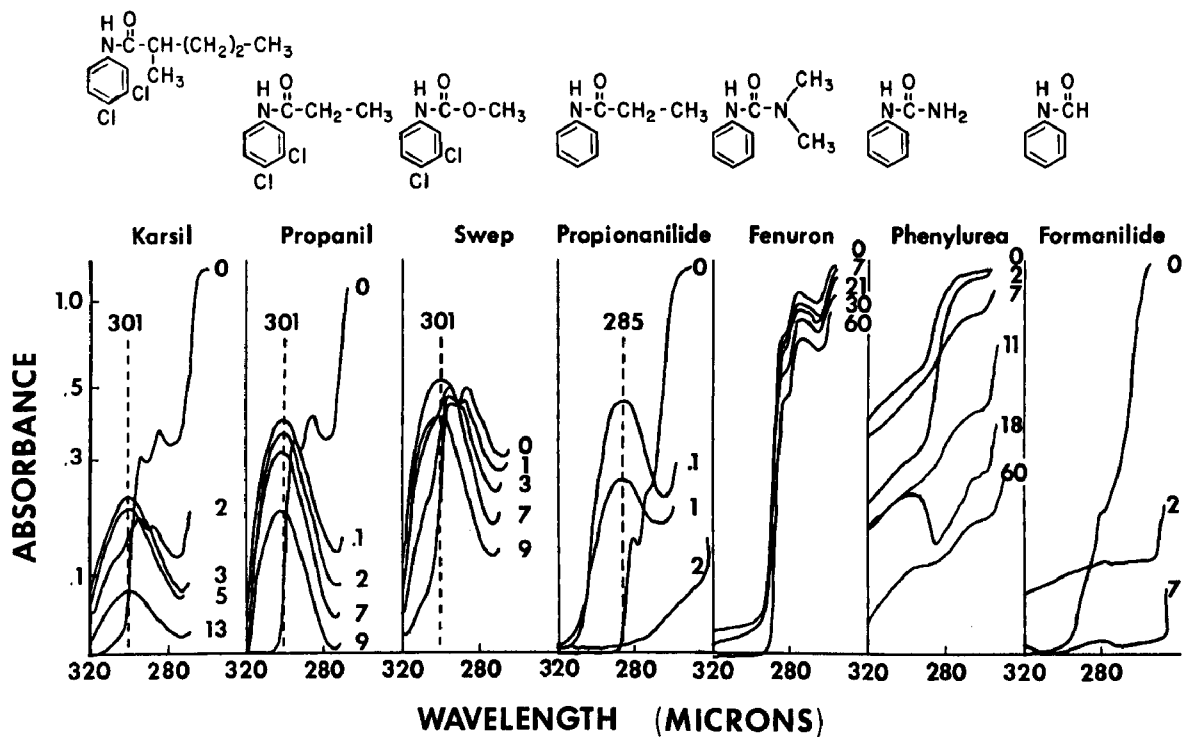 H O
N-C-CH-(CH2)2-CH3
CH3
Cl
Cl
H O
N-C-CH2-CH3
Cl
Cl
H O
N-C-O-CH3
Cl
Cl
H O
N-C-CH2-CH3
H O
N-C-N
CH3
CH3
H O
N-C-NH2
H O
N-CH
Karsil
Propanil
Swep
Propionanilide
Fenuron
Phenylurea
Formanilide
ABSORBANCE
1.0
.5
.3
.1
301
0
2
3
5
13
301
0
.1
2
7
9
301
0
1
3
7
9
285
0
.1
1
2
0
7
21
30
60
0
2
7
11
18
60
0
2
7
320 280 320 280 320 280 320 280 320 280 320 280 320 280
WAVELENGTH (MICRONS)